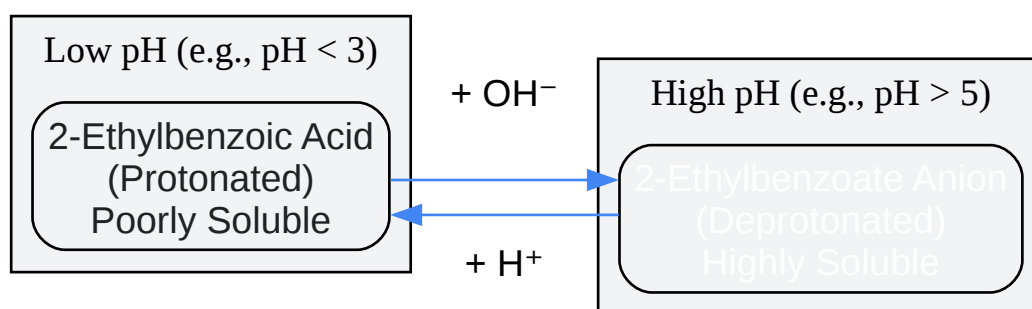 Low pH (e.g., pH < 3)
2-Ethylbenzoic Acid
(Protonated)
Poorly Soluble
+ OH⁻
+ H⁺
High pH (e.g., pH > 5)
2-Ethylbenzoate Anion
(Deprotonated)
Highly Soluble